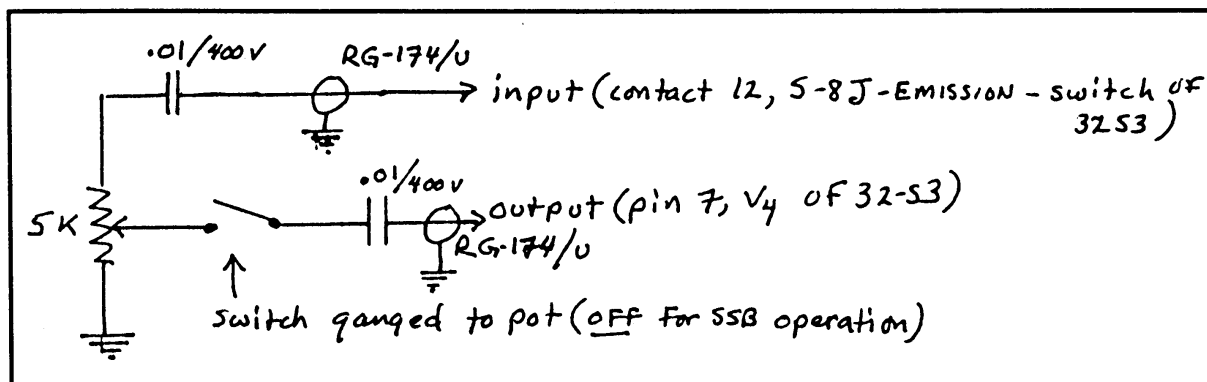 .01/400V
RG-174/U
input (contact 12, S-8J-EMISSION - switch of
32S3)
.01/400V
output (pin 7, V4 of 32-S3)
5K
RG-174/U
switch ganged to pot (OFF for SSB operation)